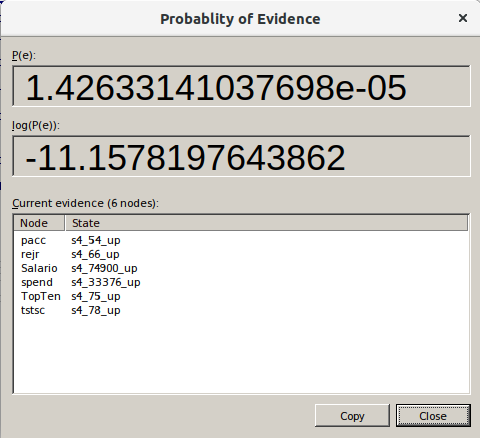 Probablity of Evidence
×
P(e):
1.42633141037698e-05
log(P(e)):
-11.1578197643862
Current evidence (6 nodes):
Node State
pacc s4_54_up
rejr s4_66_up
Salario s4_74900_up
spend s4_33376_up
TopTen s4_75_up
tstsc s4_78_up
Copy Close